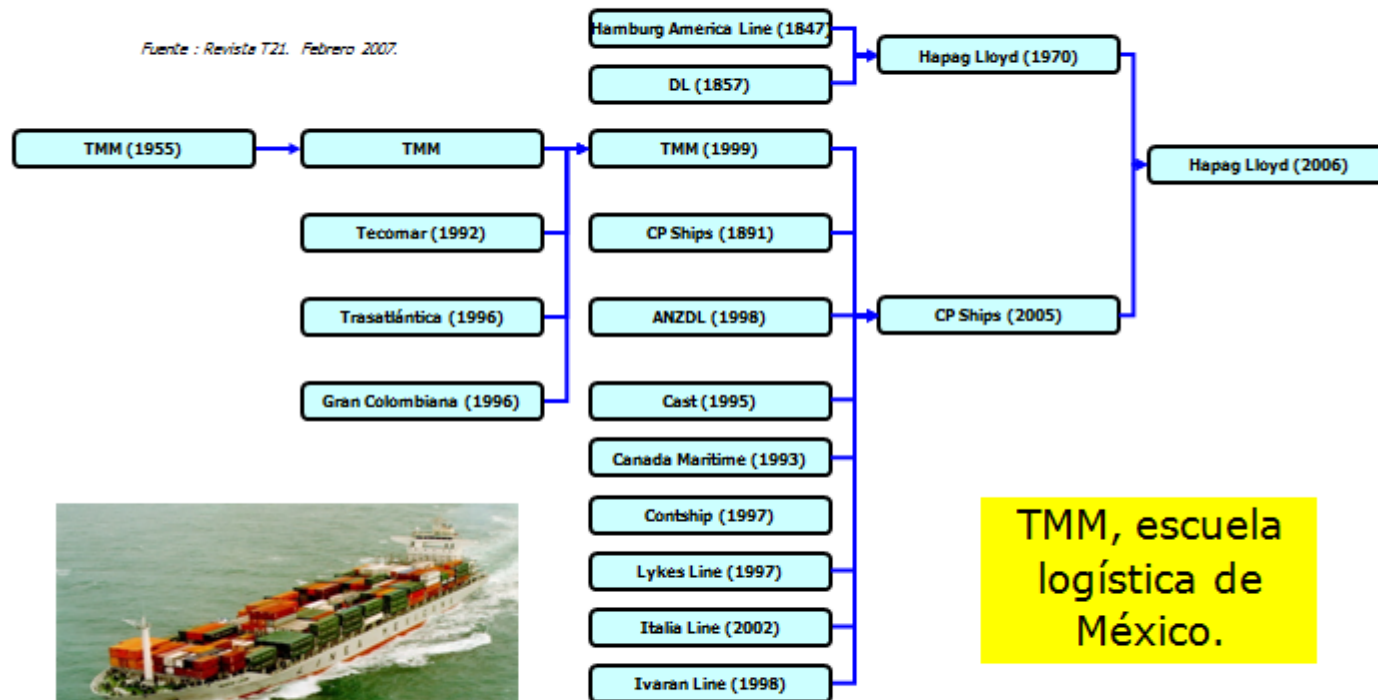 Fuente : Revista T21. Febrero 2007.
Hamburg America Line (1847)
DL (1857)
Hapag Lloyd (1970)
TMM (1955)
TMM
TMM (1999)
Hapag Lloyd (2006)
Tecomar (1992)
CP Ships (1891)
Trasatlántica (1996)
ANZDL (1998)
CP Ships (2005)
Gran Colombiana (1996)
Cast (1995)
Canada Maritime (1993)
Contship (1997)
Lykes Line (1997)
Italia Line (2002)
Ivaran Line (1998)
TMM, escuela
logística de
México.